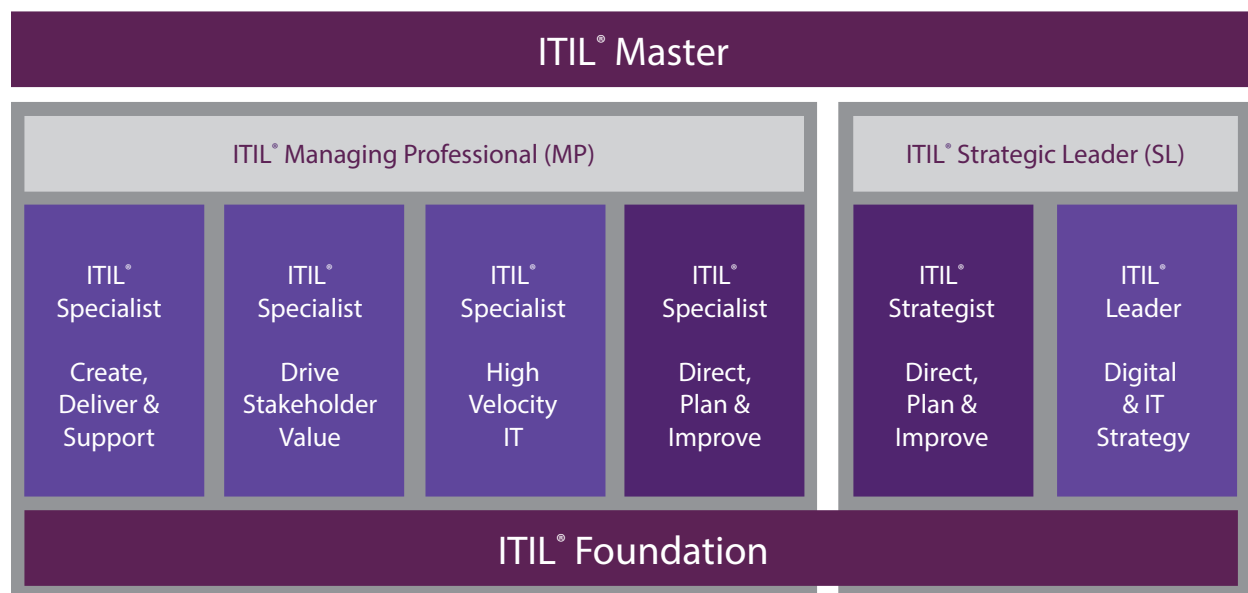 ITIL® Master
ITIL® Managing Professional (MP)
ITIL® Strategic Leader (SL)
ITIL®
Specialist
Create,
Deliver &
Support
ITIL®
Specialist
Drive
Stakeholder
Value
ITIL®
Specialist
High
Velocity
IT
ITIL®
Specialist
Direct,
Plan &
Improve
ITIL®
Strategist
Direct,
Plan &
Improve
ITIL®
Leader
Digital
& IT
Strategy
ITIL® Foundation